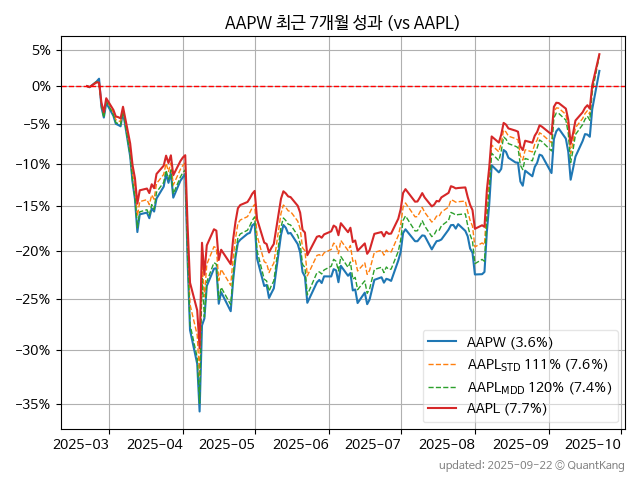 AAPW 최근 7개월 성과 (vs AAPL)
5%
0%
−5%
−10%
−15%
−20%
−25%
−30%
−35%
AAPW (3.6%)
AAPL_STD 111% (7.6%)
AAPL_MDD 120% (7.4%)
AAPL (7.7%)
2025-03 2025-04 2025-05 2025-06 2025-07 2025-08 2025-09 2025-10
updated: 2025-09-22 © QuantKang